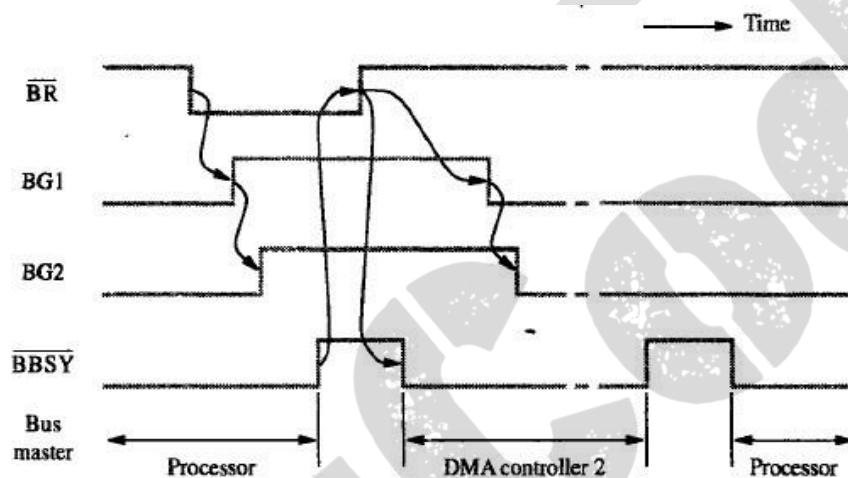 Time
BR
BG1
BG2
BBSY
Bus
master
Processor
DMA controller 2
Processor